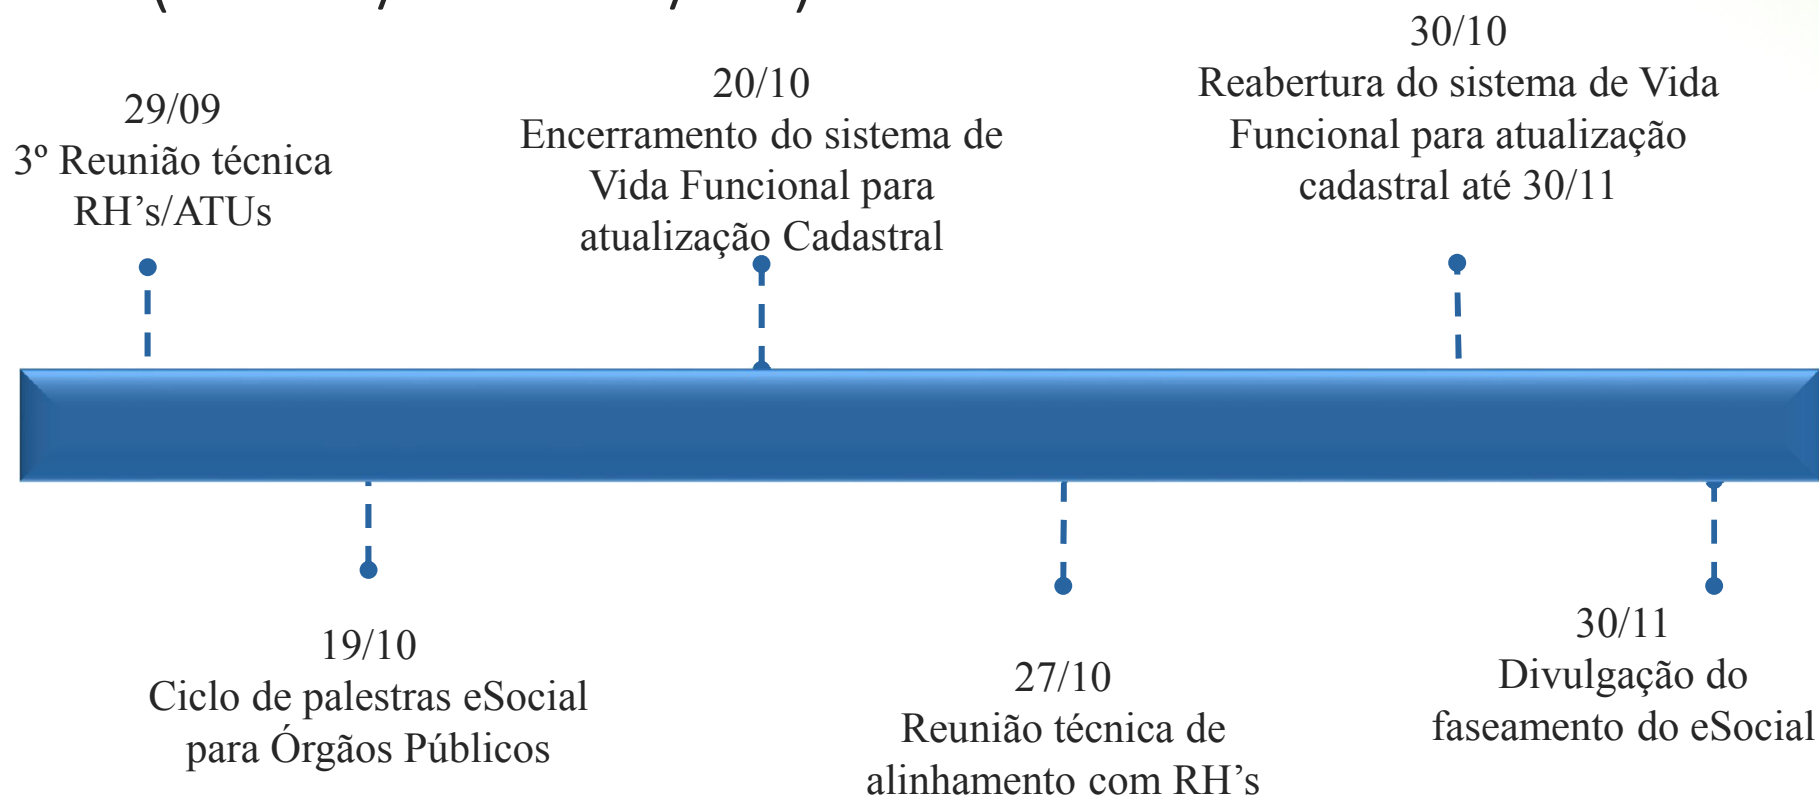 29/09
3º Reunião técnica
RH’s/ATUs
19/10
Ciclo de palestras eSocial
para Órgãos Públicos
20/10
Encerramento do sistema de
Vida Funcional para
atualização Cadastral
27/10
Reunião técnica de
alinhamento com RH’s
30/10
Reabertura do sistema de Vida
Funcional para atualização
cadastral até 30/11
30/11
Divulgação do
faseamento do eSocial